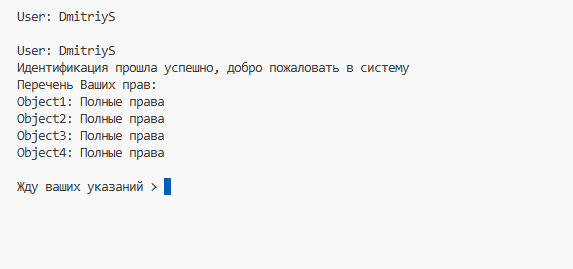 User: DmitriyS
User: DmitriyS
Идентификация прошла успешно, добро пожаловать в систему
Перечень Ваших прав:
Object1: Полные права
Object2: Полные права
Object3: Полные права
Object4: Полные права
Жду ваших указаний >